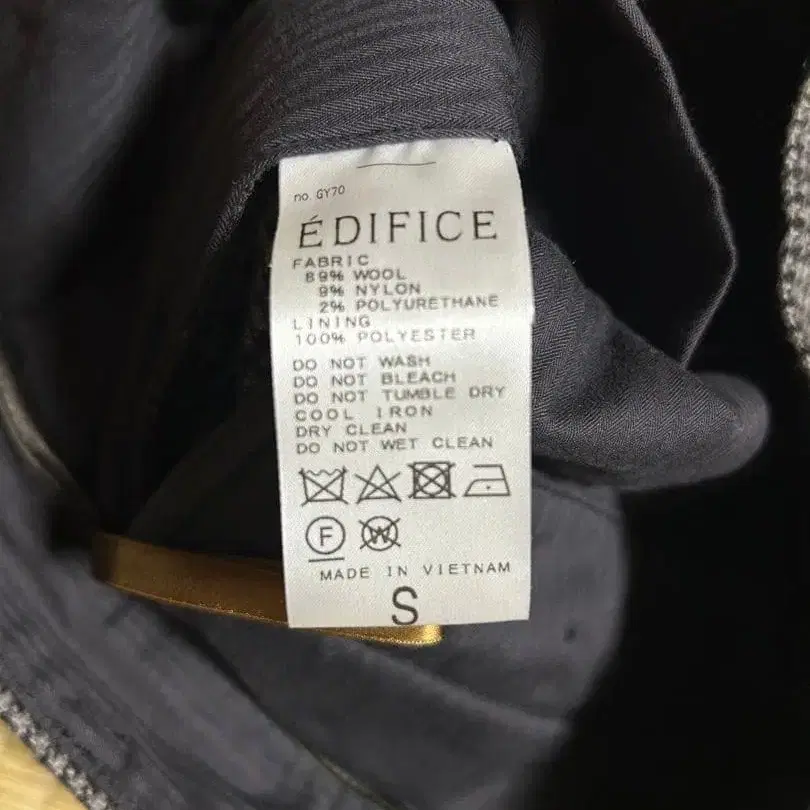 no. GY70
ÉDIFICE
FABRIC
89% WOOL
9% NYLON
2% POLYURETHANE
LINING
100% POLYESTER
DO NOT WASH
DO NOT BLEACH
DO NOT TUMBLE DRY
COOL IRON
DRY CLEAN
DO NOT WET CLEAN
F W
MADE IN VIETNAM
S